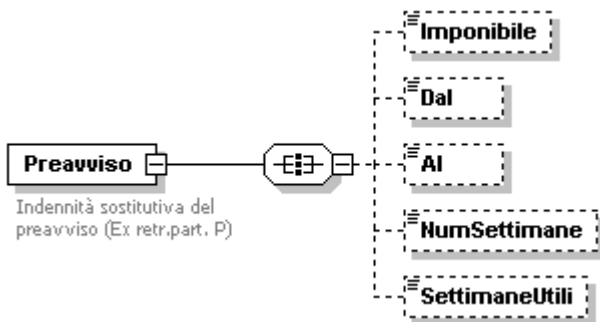 Imponibile
Dal
Al
Preavviso
Indennità sostitutiva del
preavviso (Ex retr.part. P)
NumSettimane
SettimaneUtili